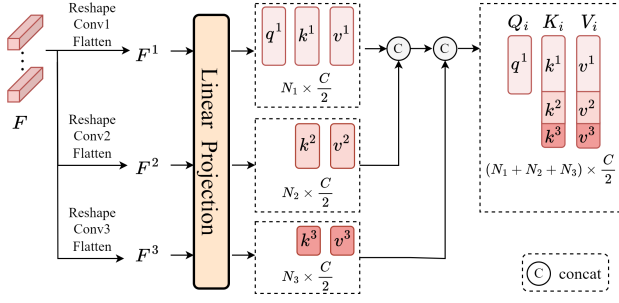 F
Reshape
Conv1
Flatten
F^1
Reshape
Conv2
Flatten
F^2
Reshape
Conv3
Flatten
F^3
Linear Projection
q^1 k^1 v^1
N_1 × C/2
k^2 v^2
N_2 × C/2
k^3 v^3
N_3 × C/2
C
C
Q_i K_i V_i
q^1 k^1 v^1
k^2 v^2
k^3 v^3
(N_1 + N_2 + N_3) × C/2
C concat